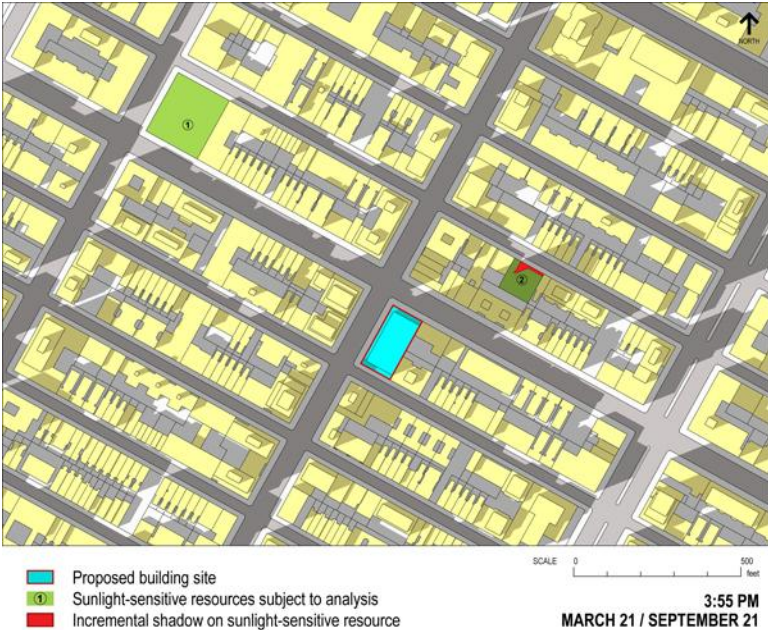 NORTH
①
②
SCALE 0 500
feet
Proposed building site
① Sunlight-sensitive resources subject to analysis
Incremental shadow on sunlight-sensitive resource
3:55 PM
MARCH 21 / SEPTEMBER 21